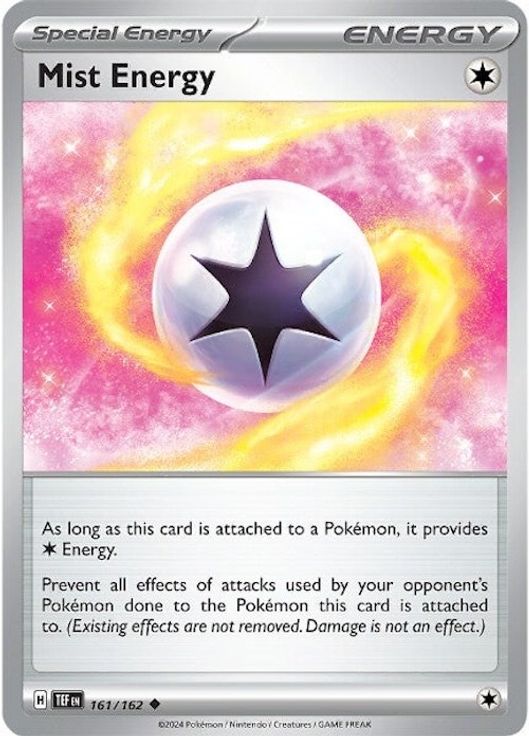 Special Energy
ENERGY
Mist Energy
As long as this card is attached to a Pokémon, it provides
✶ Energy.
Prevent all effects of attacks used by your opponent's
Pokémon done to the Pokémon this card is attached
to. (Existing effects are not removed. Damage is not an effect.)
H TEF EN 161/162 ◆
©2024 Pokémon / Nintendo / Creatures / GAME FREAK